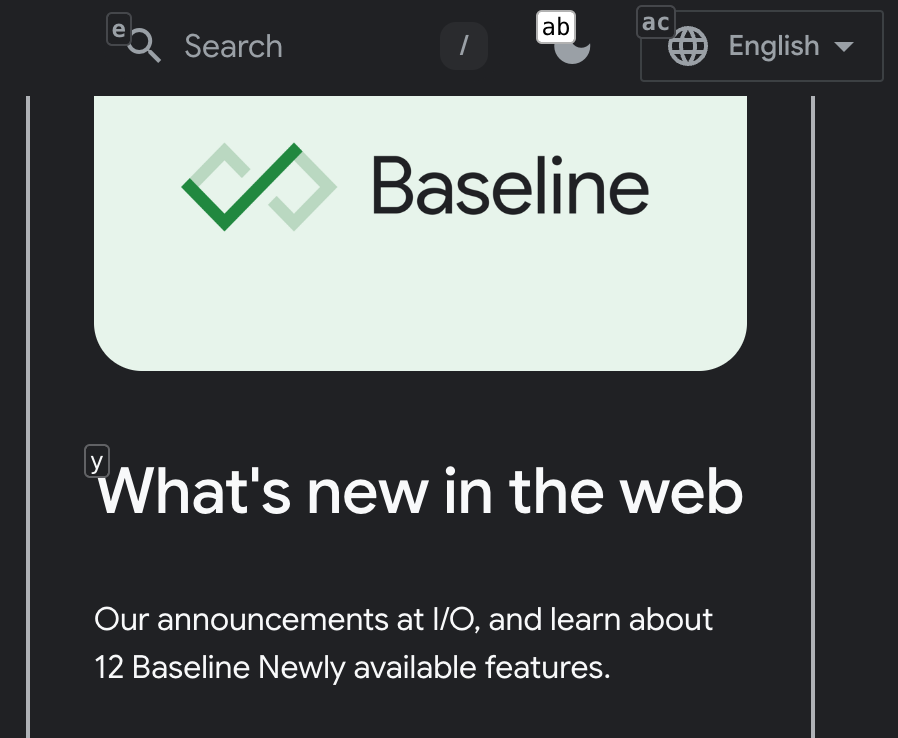 e Search / ab ac English
Baseline
y
What's new in the web
Our announcements at I/O, and learn about
12 Baseline Newly available features.